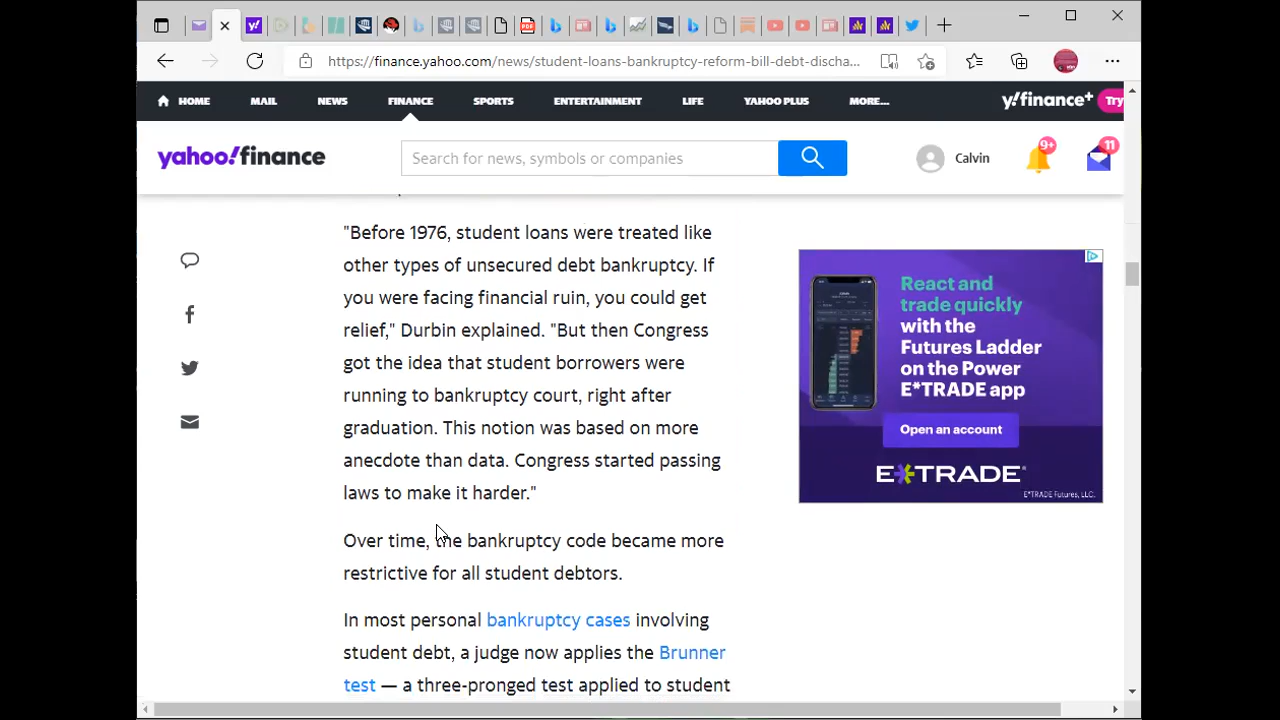 https://finance.yahoo.com/news/student-loans-bankruptcy-reform-bill-debt-discha...
HOME MAIL NEWS FINANCE SPORTS ENTERTAINMENT LIFE YAHOO PLUS MORE... y!finance+ Try
yahoo!finance
Search for news, symbols or companies
Calvin
9+
11
"Before 1976, student loans were treated like
other types of unsecured debt bankruptcy. If
you were facing financial ruin, you could get
relief," Durbin explained. "But then Congress
got the idea that student borrowers were
running to bankruptcy court, right after
graduation. This notion was based on more
anecdote than data. Congress started passing
laws to make it harder."
Over time, the bankruptcy code became more
restrictive for all student debtors.
In most personal bankruptcy cases involving
student debt, a judge now applies the Brunner
test — a three-pronged test applied to student
React and
trade quickly
with the
Futures Ladder
on the Power
E*TRADE app
Open an account
E*TRADE
E*TRADE Futures, LLC.